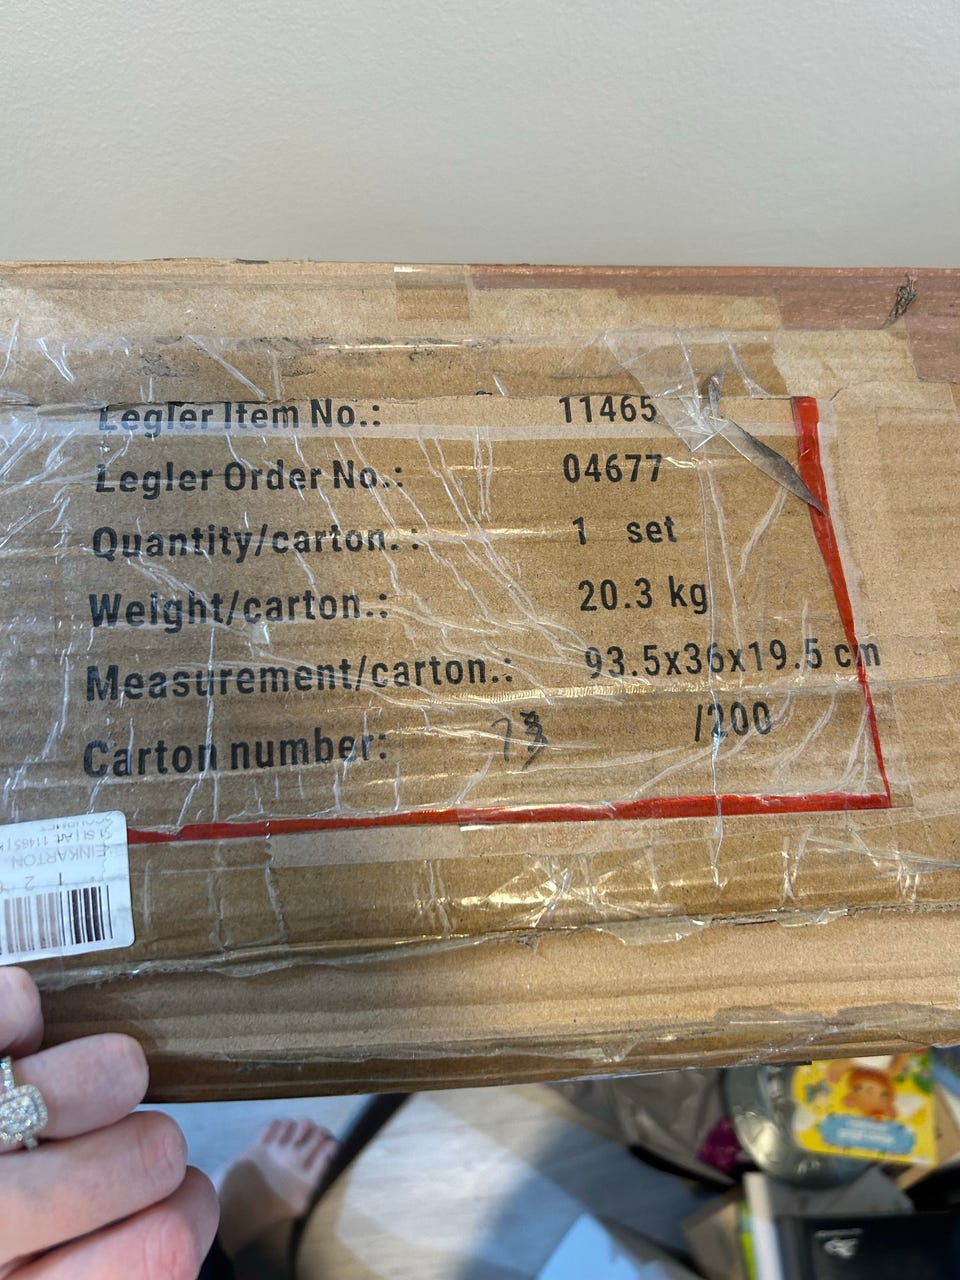 Legler Item No.: 11465
Legler Order No.: 04677
Quantity/carton. : 1 set
Weight/carton.: 20.3 kg
Measurement/carton.: 93.5x36x19.5 cm
Carton number: /200
EINKARTON